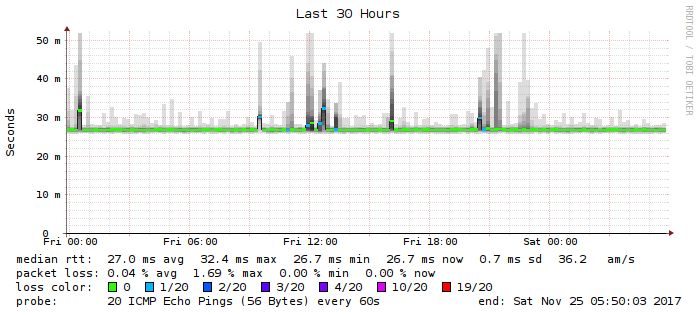 Last 30 Hours
RRDTOOL / TOBI OETIKER
Seconds
50 m
40 m
30 m
20 m
10 m
0
Fri 00:00 Fri 06:00 Fri 12:00 Fri 18:00 Sat 00:00
median rtt: 27.0 ms avg 32.4 ms max 26.7 ms min 26.7 ms now 0.7 ms sd 36.2 am/s
packet loss: 0.04 % avg 1.69 % max 0.00 % min 0.00 % now
loss color: 0 1/20 2/20 3/20 4/20 10/20 19/20
probe: 20 ICMP Echo Pings (56 Bytes) every 60s end: Sat Nov 25 05:50:03 2017